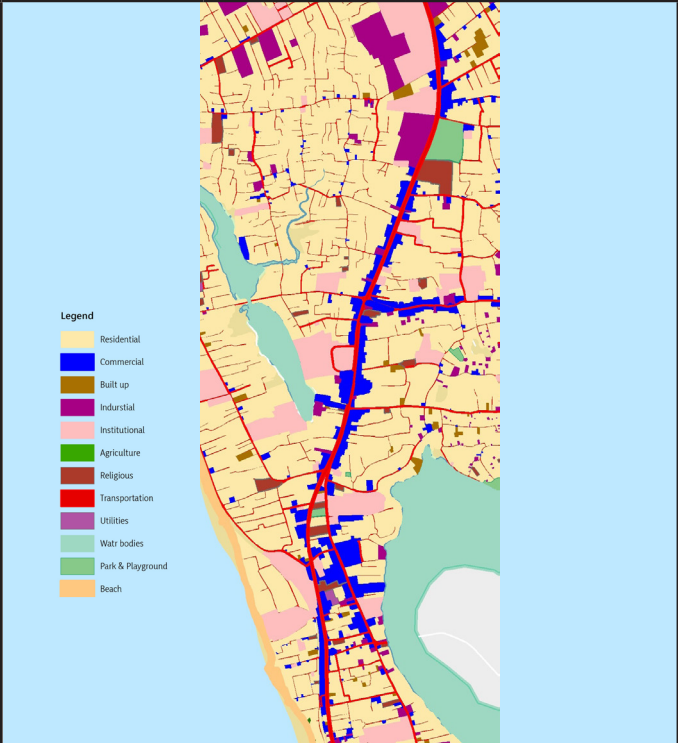 Legend
Residential
Commercial
Built up
Indurstial
Institutional
Agriculture
Religious
Transportation
Utilities
Watr bodies
Park & Playground
Beach